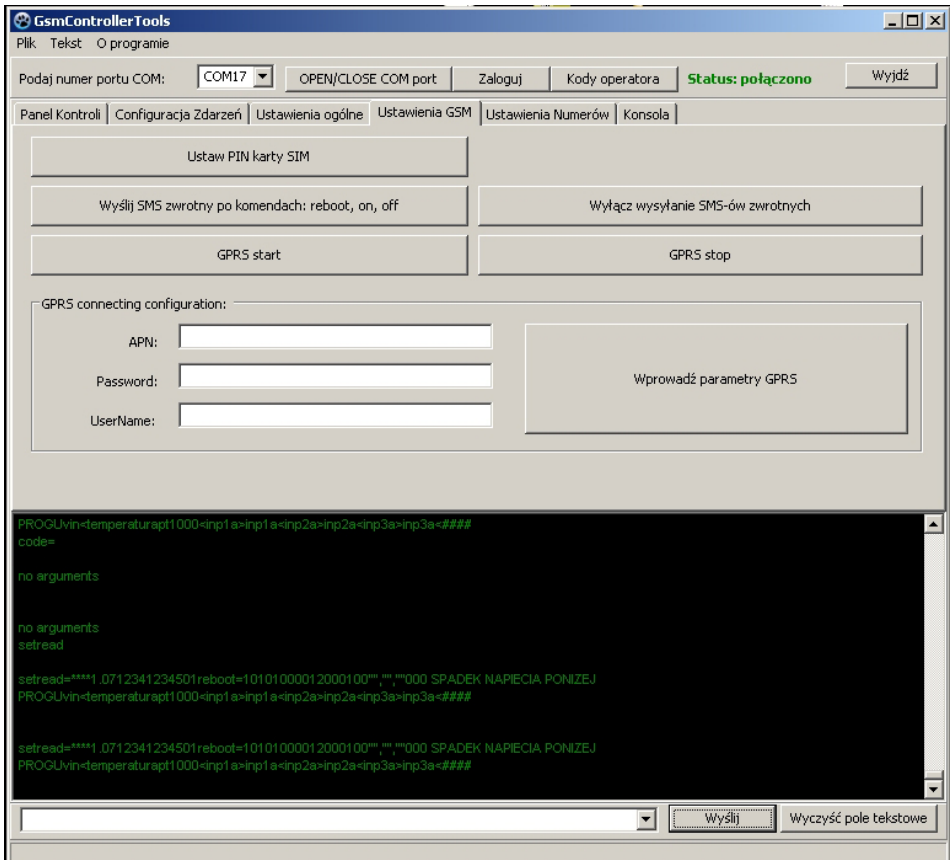 GsmControllerTools
Plik Tekst O programie
Podaj numer portu COM: COM17 OPEN/CLOSE COM port Zaloguj Kody operatora Status: połączono Wyjdź
Panel Kontroli Configuracja Zdarzeń Ustawienia ogólne Ustawienia GSM Ustawienia Numerów Konsola
Ustaw PIN karty SIM
Wyślij SMS zwrotny po komendach: reboot, on, off Wyłącz wysyłanie SMS-ów zwrotnych
GPRS start GPRS stop
GPRS connecting configuration:
APN:
Password: Wprowadź parametry GPRS
UserName:
PROGUvin<temperaturapt1000<inp1a>inp1a<inp2a>inp2a<inp3a>inp3a<####
code=
no arguments
no arguments
setread
setread=****1.0712341234501reboot=10101000012000100"","",""000 SPADEK NAPIECIA PONIZEJ
PROGUvin<temperaturapt1000<inp1a>inp1a<inp2a>inp2a<inp3a>inp3a<####
setread=****1.0712341234501reboot=10101000012000100"","",""000 SPADEK NAPIECIA PONIZEJ
PROGUvin<temperaturapt1000<inp1a>inp1a<inp2a>inp2a<inp3a>inp3a<####
Wyślij Wyczyść pole tekstowe